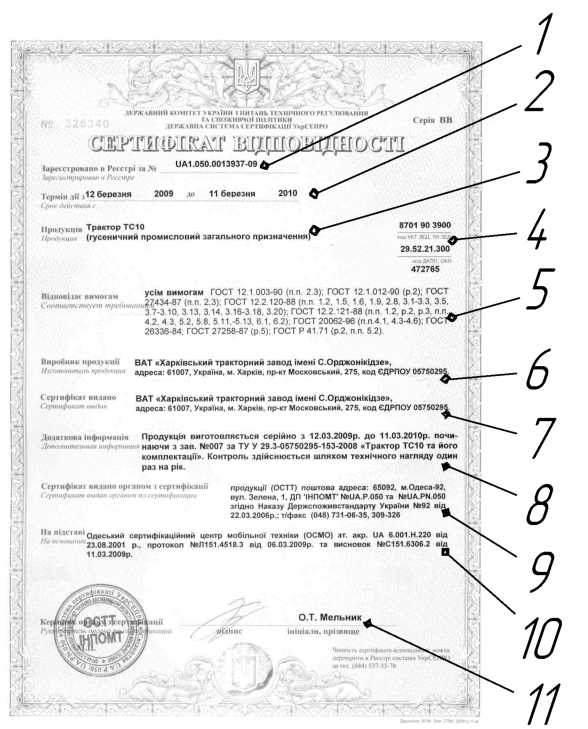 1
2
3
4
5
6
7
8
9
10
11
ДЕРЖАВНИЙ КОМІТЕТ УКРАЇНИ З ПИТАНЬ ТЕХНІЧНОГО РЕГУЛЮВАННЯ
ТА СПОЖИВЧОЇ ПОЛІТИКИ
ДЕРЖАВНА СИСТЕМА СЕРТИФІКАЦІЇ УкрСЕПРО
№ 326340
Серія ВВ
СЕРТИФІКАТ ВІДПОВІДНОСТІ
Зареєстровано в Реєстрі за № UA1.050.0013937-09
Зарегистрировано в Реестре
Термін дії з 12 березня 2009 до 11 березня 2010
Срок действия с
Продукція Трактор ТС10
Продукция (гусеничний промисловий загального призначення)
8701 90 3900
29.52.21.300
код ДКПП, ОКП
472765
Відповідає вимогам усім вимогам ГОСТ 12.1.003-90 (п.п. 2.3); ГОСТ 12.1.012-90 (р.2); ГОСТ
Соответствует требованиям 27434-87 (п.п. 2.3); ГОСТ 12.2.120-88 (п.п. 1.2, 1.5, 1.6, 1.9, 2.8, 3.1-3.3, 3.5,
3.7-3.10, 3.13, 3.14, 3.16-3.18, 3.20); ГОСТ 12.2.121-88 (п.п. 1.2, р.2, р.3, п.п.
4.2, 4.3, 5.2, 5.8, 5.11,-5.13, 6.1, 6.2); ГОСТ 20062-96 (п.п.4.1, 4.3-4.6); ГОСТ
26336-84; ГОСТ 27258-87 (р.5); ГОСТ Р 41.71 (р.2, п.п. 5.2).
Виробник продукції ВАТ «Харківський тракторний завод імені С.Орджонікідзе»,
Изготовитель продукции адреса: 61007, Україна, м. Харків, пр-кт Московський, 275, код ЄДРПОУ 05750295.
Сертифікат видано ВАТ «Харківський тракторний завод імені С.Орджонікідзе»,
Сертификат выдан адреса: 61007, Україна, м. Харків, пр-кт Московський, 275, код ЄДРПОУ 05750295.
Додаткова інформація Продукція виготовляється серійно з 12.03.2009р. до 11.03.2010р. почи-
Дополнительная информация наючи з зав. №007 за ТУ У 29.3-05750295-153-2008 «Трактор ТС10 та його
комплектації». Контроль здійснюється шляхом технічного нагляду один
раз на рік.
Сертифікат видано органом з сертифікації продукції (ОСТТ) поштова адреса: 65092, м.Одеса-92,
Сертификат выдан органом по сертификации вул. Зелена, 1, ДП 'ІНПОМТ' №UA.P.050 та №UA.PN.050
згідно Наказу Держспоживстандарту України №92 від
22.03.2006р.; т/факс (048) 731-06-35, 309-326
На підставі Одеський сертифікаційний центр мобільної техніки (ОСМО) ат. акр. UA 6.001.Н.220 від
На основании 23.08.2001 р., протокол №Л151.4518.3 від 06.03.2009р. та висновок №С151.6306.2 від
11.03.2009р.
О.Т. Мельник
Керівник органу з сертифікації
підпис
ініціали, прізвище
ОСТТ
ІНПОМТ
Чинність сертифіката відповідності можна
перевірити в Реєстрі системи УкрСЕПРО
за тел. (044) 537-35-76